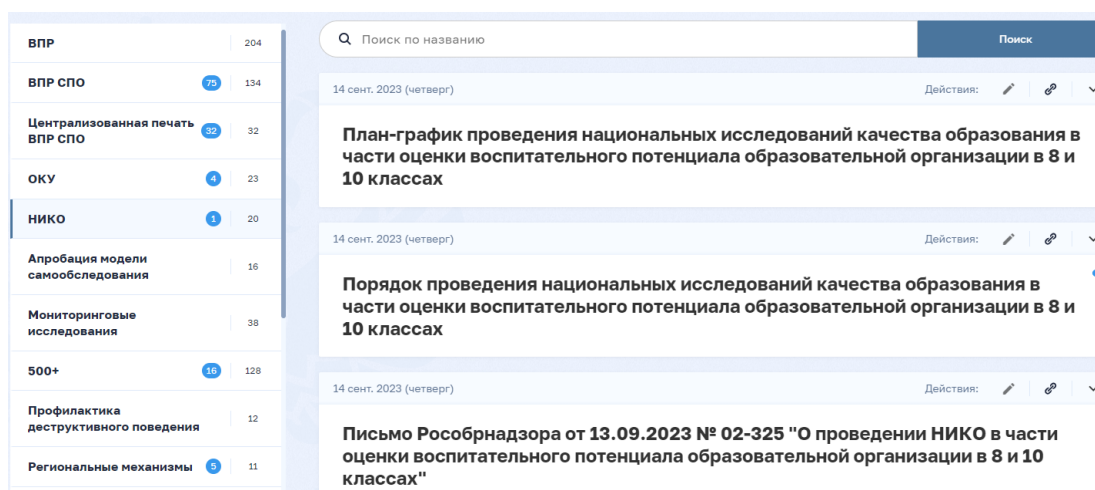 ВПР 204
ВПР СПО 75 134
Централизованная печать
ВПР СПО 32 32
ОКУ 4 23
НИКО 1 20
Апробация модели
самообследования 16
Мониторинговые
исследования 38
500+ 16 128
Профилактика
деструктивного поведения 12
Региональные механизмы 5 11
Поиск по названию Поиск
14 сент. 2023 (четверг) Действия:
План-график проведения национальных исследований качества образования в
части оценки воспитательного потенциала образовательной организации в 8 и
10 классах
14 сент. 2023 (четверг) Действия:
Порядок проведения национальных исследований качества образования в
части оценки воспитательного потенциала образовательной организации в 8 и
10 классах
14 сент. 2023 (четверг) Действия:
Письмо Рособрнадзора от 13.09.2023 № 02-325 "О проведении НИКО в части
оценки воспитательного потенциала образовательной организации в 8 и 10
классах"